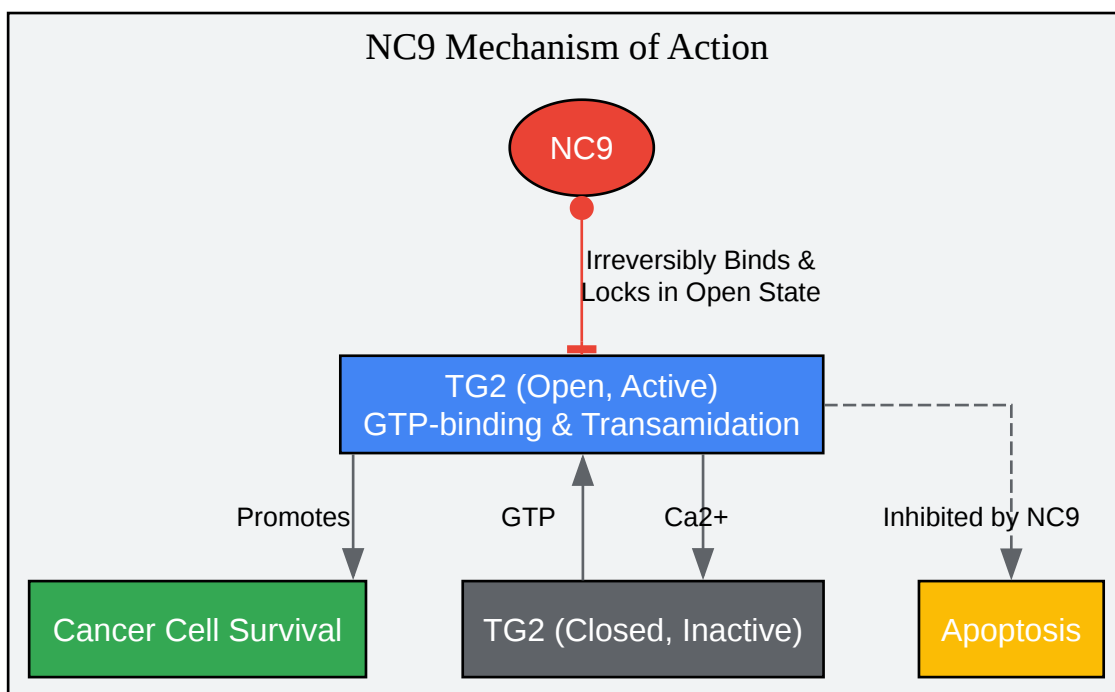 NC9 Mechanism of Action
NC9
Irreversibly Binds &
Locks in Open State
TG2 (Open, Active)
GTP-binding & Transamidation
Promotes
GTP
Ca2+
Inhibited by NC9
Cancer Cell Survival
TG2 (Closed, Inactive)
Apoptosis